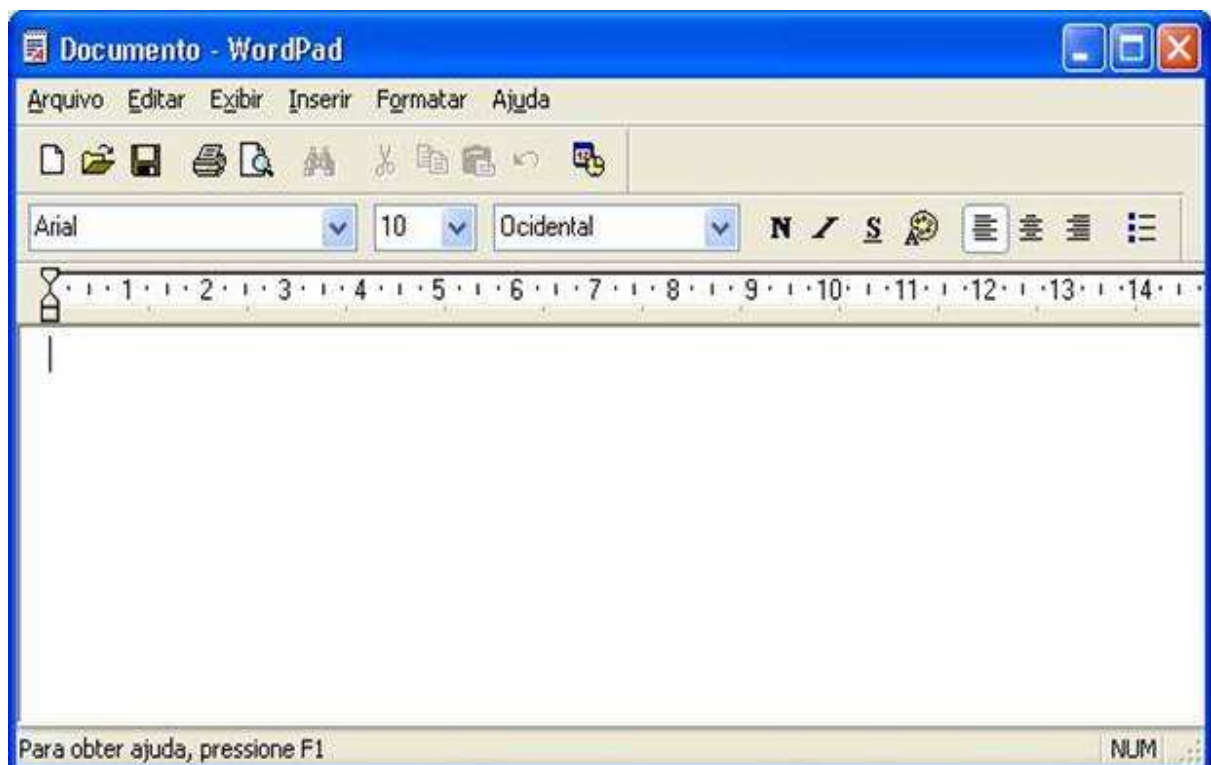 Documento - WordPad
Arquivo Editar Exibir Inserir Formatar Ajuda
Arial 10 Ocidental N I S
1 2 3 4 5 6 7 8 9 10 11 12 13 14
Para obter ajuda, pressione F1 NUM